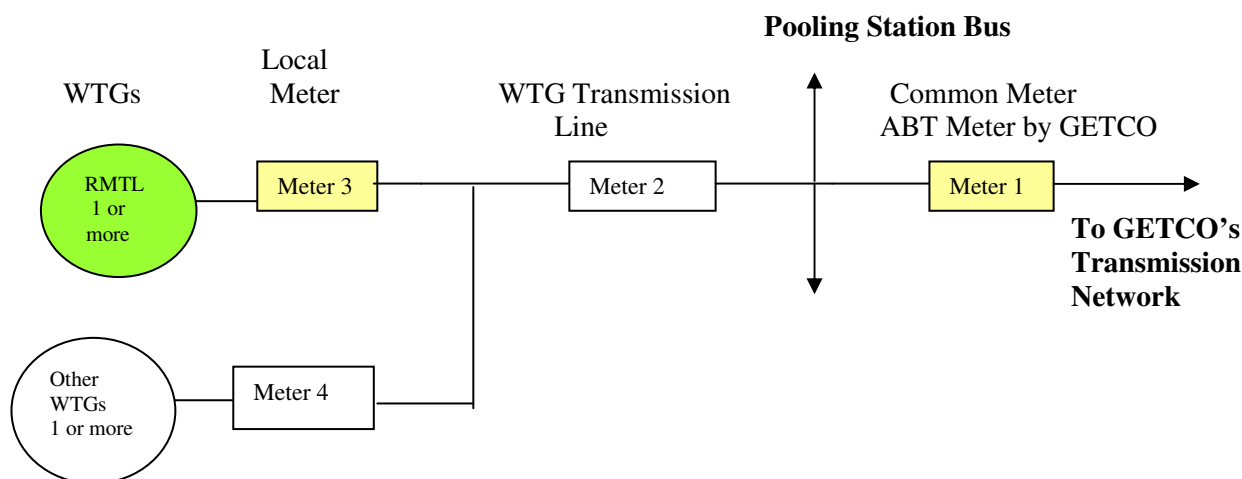 Pooling Station Bus
WTGs
Local
Meter
WTG Transmission
Line
Common Meter
ABT Meter by GETCO
RMTL
1 or
more
Meter 3
Meter 2
Meter 1
To GETCO's
Transmission
Network
Other
WTGs
1 or more
Meter 4